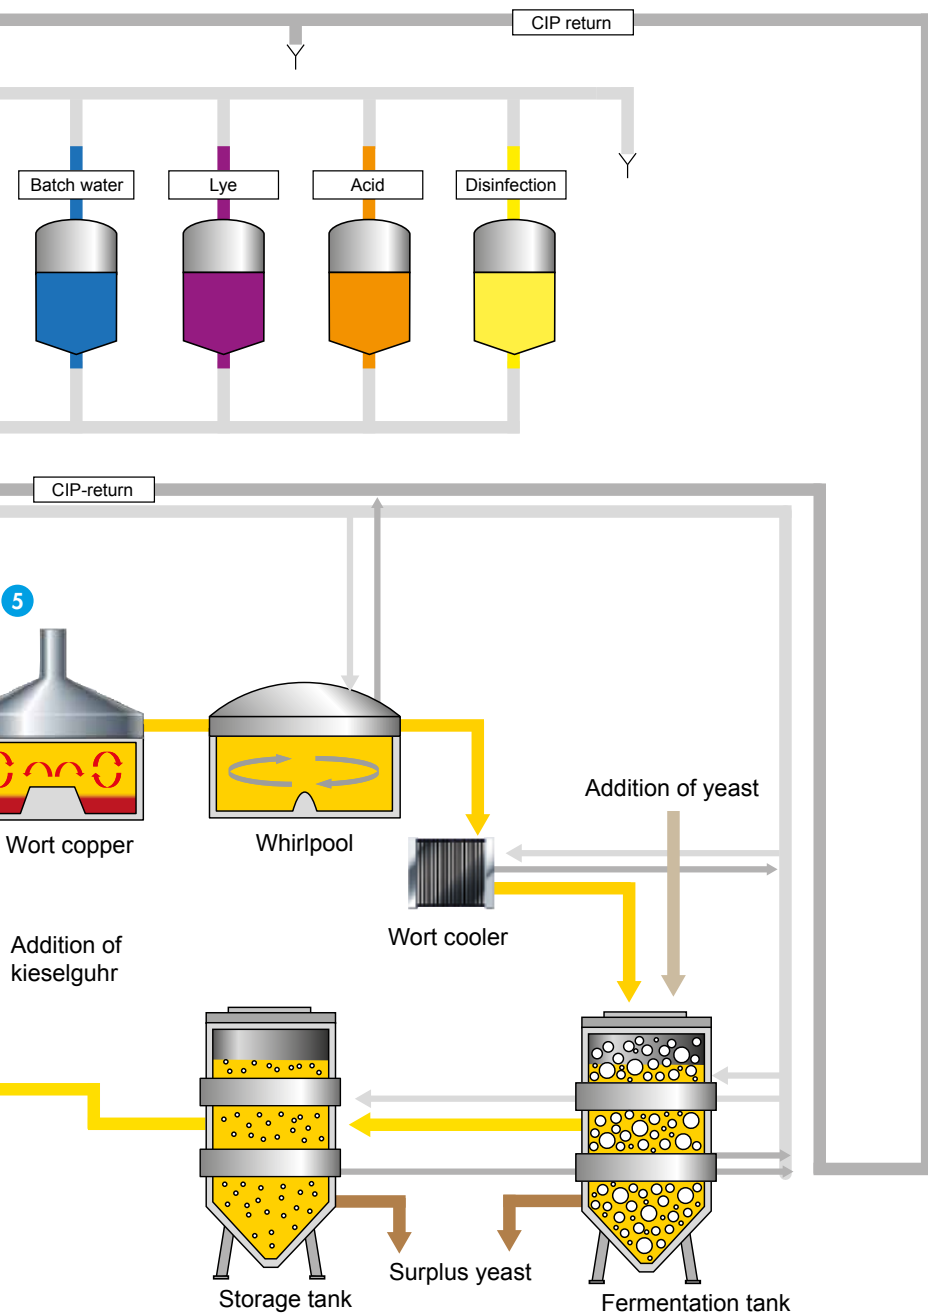 CIP return
Batch water
Lye
Acid
Disinfection
CIP-return
5
Addition of yeast
Wort copper
Whirlpool
Wort cooler
Addition of
kieselguhr
Surplus yeast
Storage tank
Fermentation tank